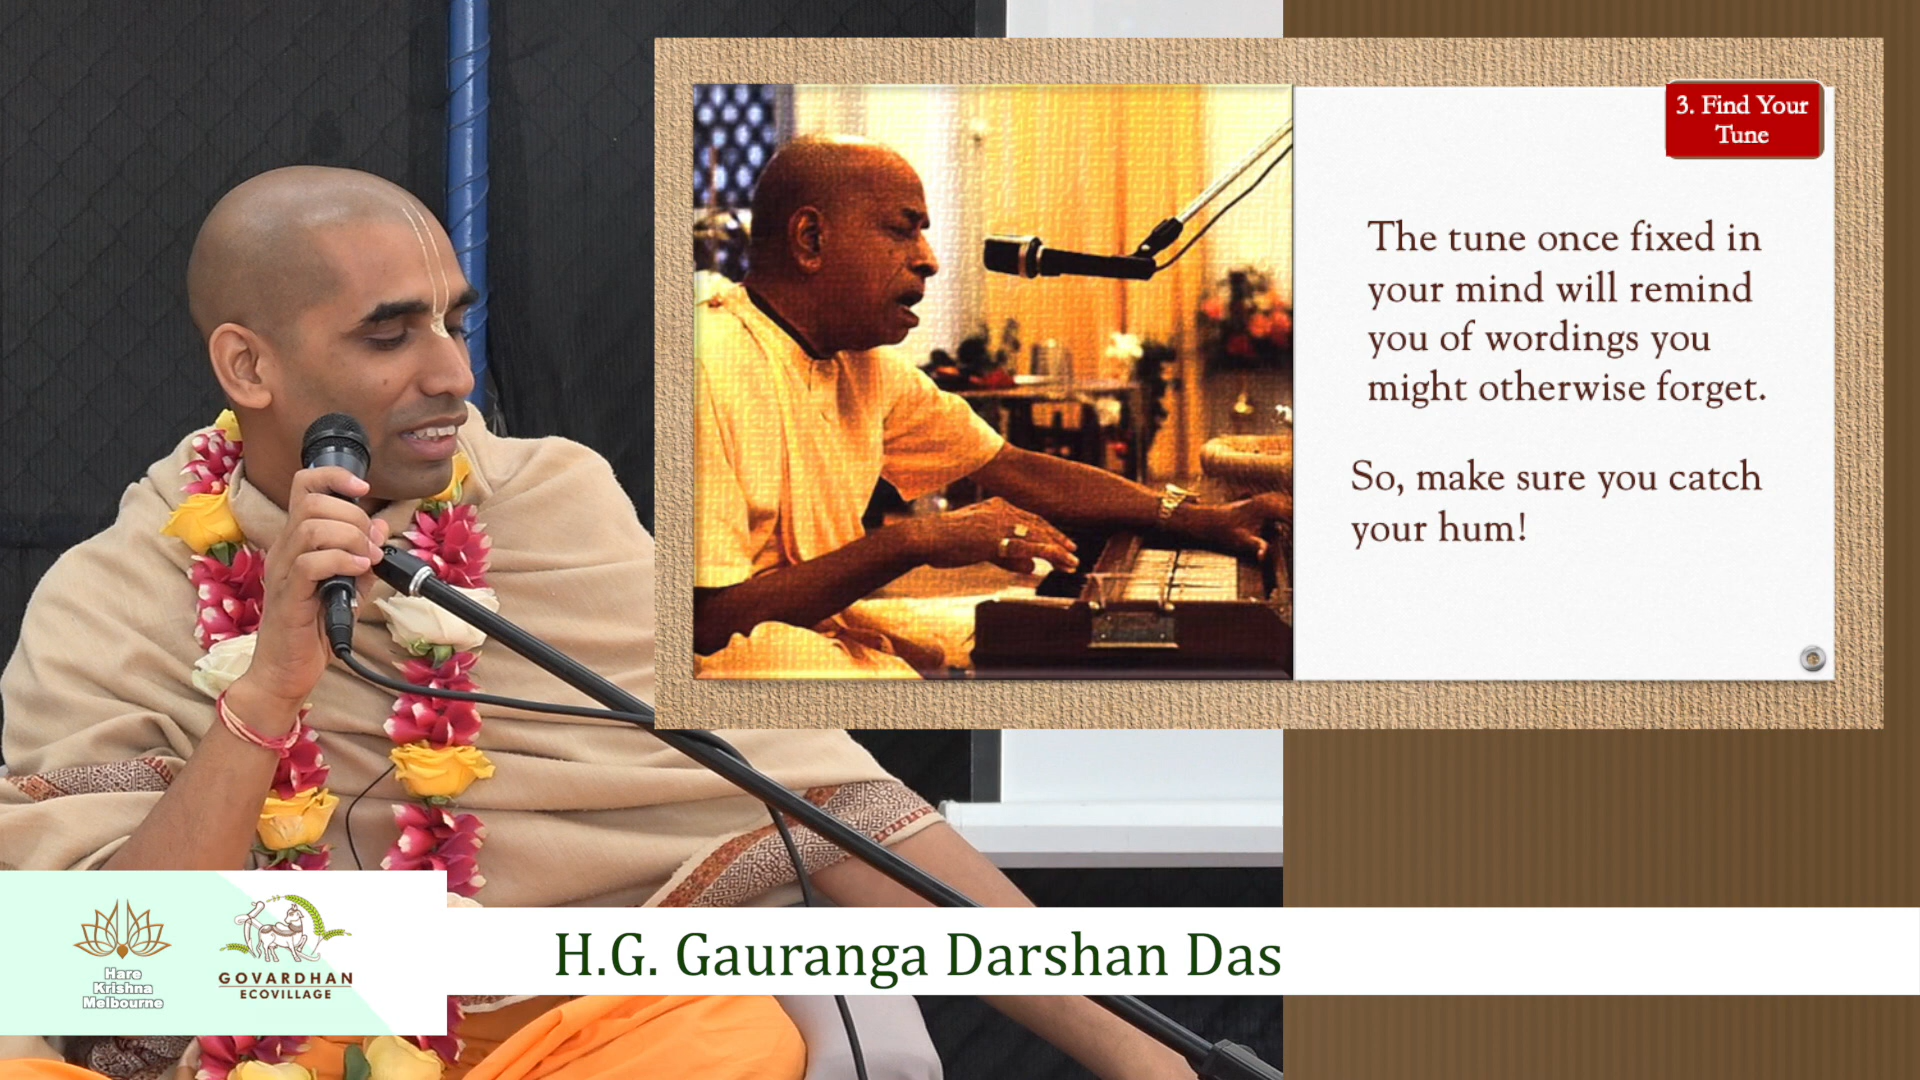 3. Find Your
Tune
The tune once fixed in
your mind will remind
you of wordings you
might otherwise forget.
So, make sure you catch
your hum!
Hare
Krishna
Melbourne
GOVARDHAN
ECOVILLAGE
H.G. Gauranga Darshan Das